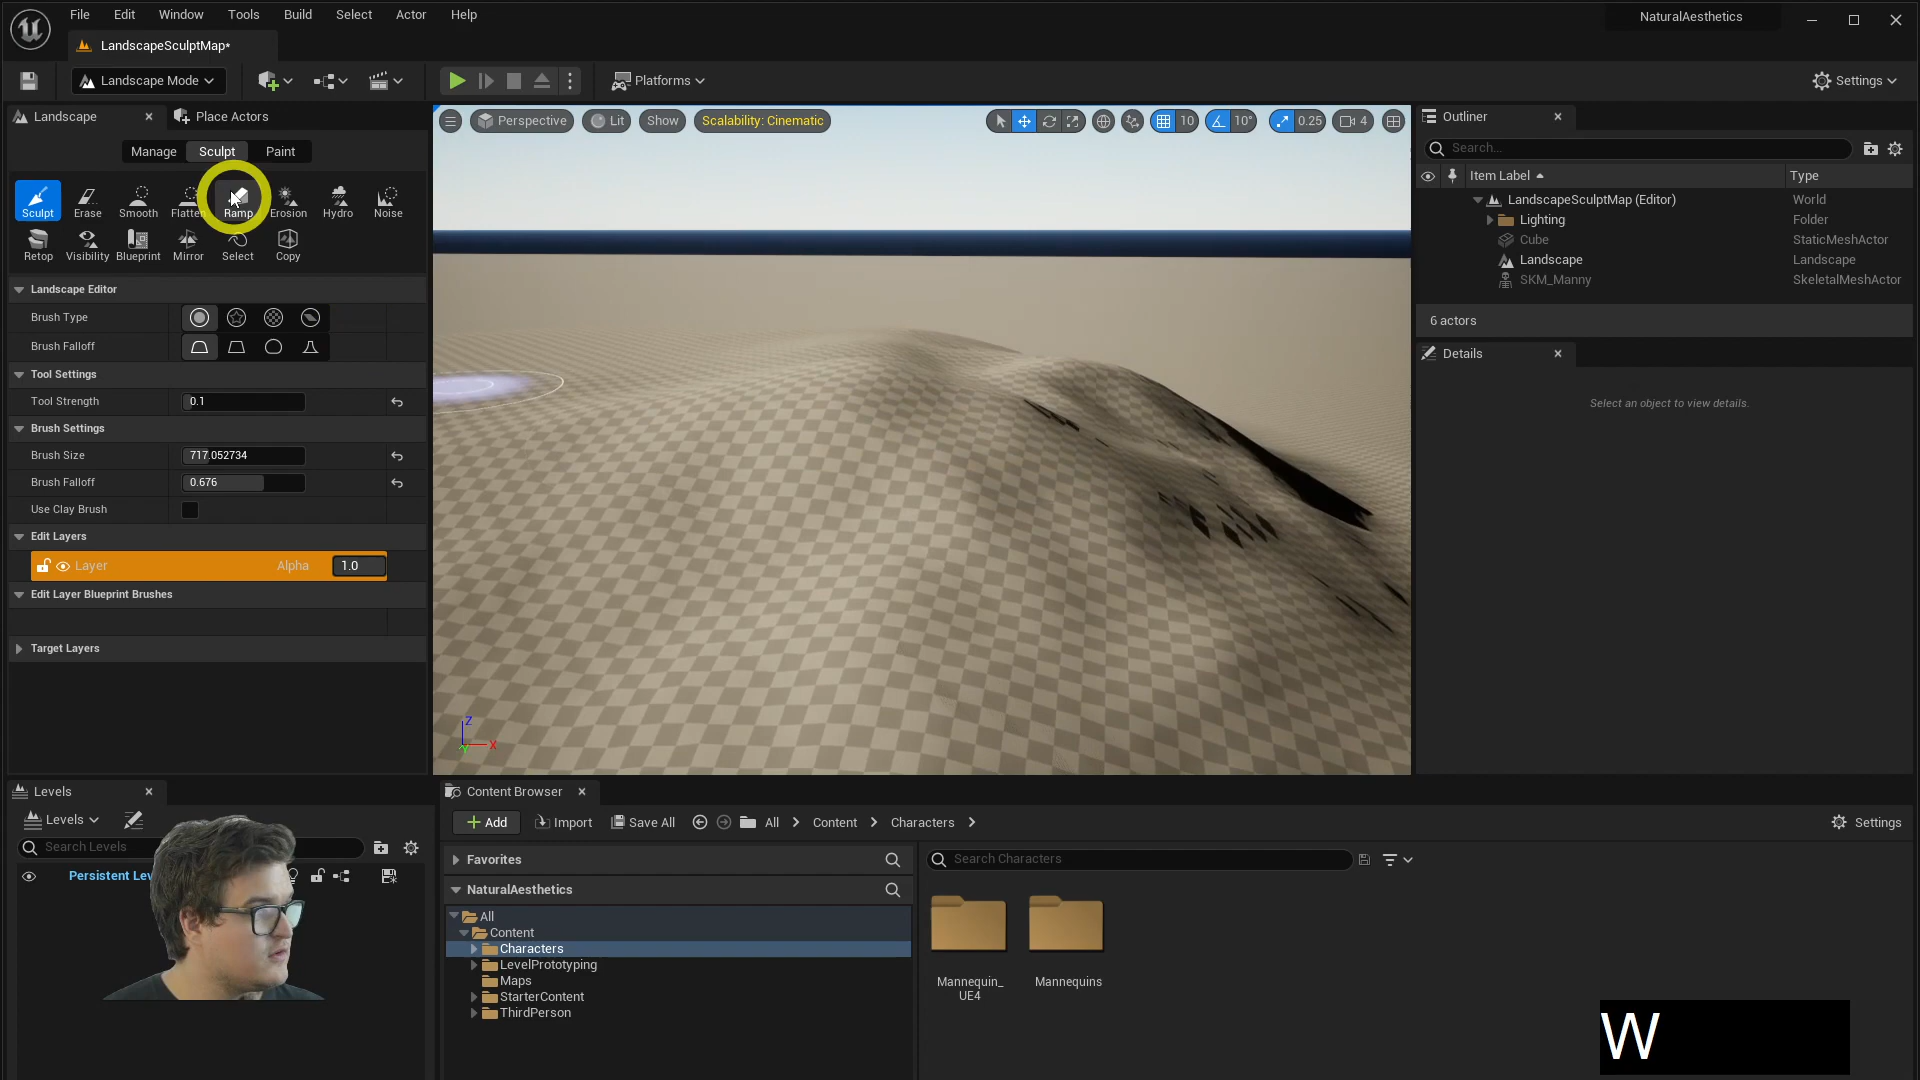 File Edit Window Tools Build Select Actor Help
NaturalAesthetics
LandscapeSculptMap*
Landscape Mode
Platforms
Settings
Landscape
Place Actors
Manage Sculpt Paint
Sculpt Erase Smooth Flatten Ramp Erosion Hydro Noise
Retop Visibility Blueprint Mirror Select Copy
Landscape Editor
Brush Type
Brush Falloff
Tool Settings
Tool Strength 0.1
Brush Settings
Brush Size 717.052734
Brush Falloff 0.676
Use Clay Brush
Edit Layers
Layer Alpha 1.0
Edit Layer Blueprint Brushes
Target Layers
Perspective Lit Show Scalability: Cinematic 10 10° 0.25 4
Z
X
Y
Outliner
Search...
Item Label Type
LandscapeSculptMap (Editor) World
Lighting Folder
Cube StaticMeshActor
Landscape Landscape
SKM_Manny SkeletalMeshActor
6 actors
Details
Select an object to view details.
Levels
Levels
Search Levels
Persistent Lev
Content Browser
Add Import Save All All Content Characters Settings
Favorites
NaturalAesthetics
All
Content
Characters
LevelPrototyping
Maps
StarterContent
ThirdPerson
Search Characters
Mannequin_
UE4
Mannequins
W